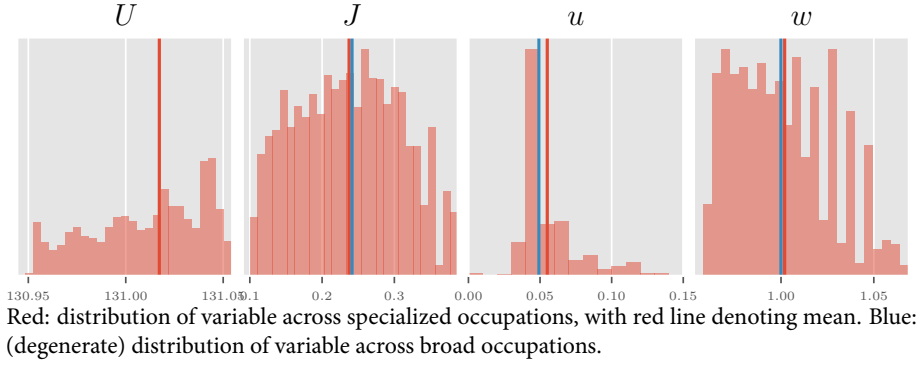 U J u w
130.95 131.00 131.05 0.1 0.2 0.3 0.00 0.05 0.10 0.15 1.00 1.05
Red: distribution of variable across specialized occupations, with red line denoting mean. Blue:
(degenerate) distribution of variable across broad occupations.